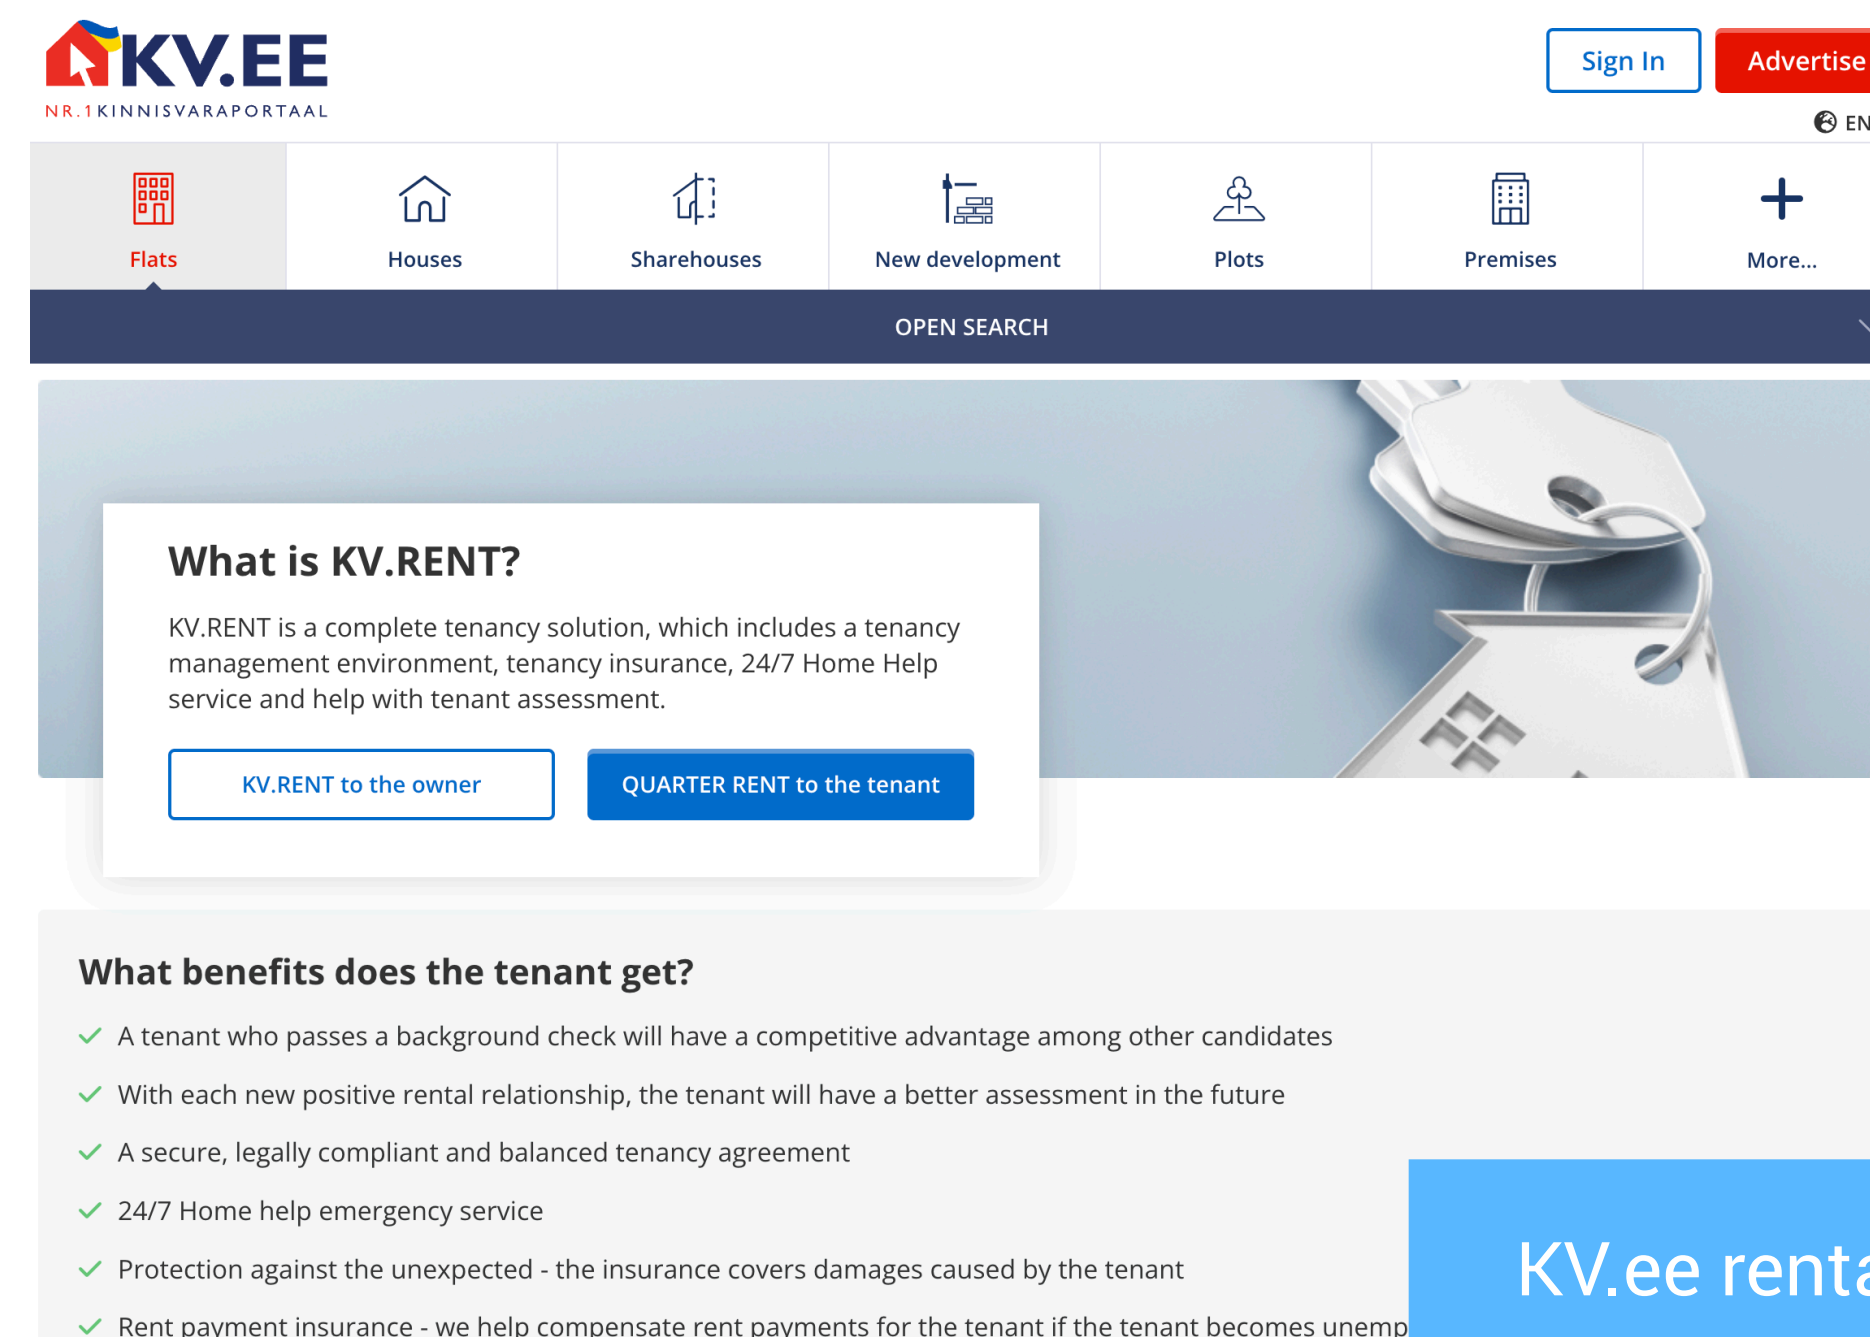 KV.EE
NR.1 KINNISVARAPORTAAL
Sign In
Advertise
EN
Flats
Houses
Sharehouses
New development
Plots
Premises
More...
OPEN SEARCH
What is KV.RENT?
KV.RENT is a complete tenancy solution, which includes a tenancy
management environment, tenancy insurance, 24/7 Home Help
service and help with tenant assessment.
KV.RENT to the owner
QUARTER RENT to the tenant
What benefits does the tenant get?
A tenant who passes a background check will have a competitive advantage among other candidates
With each new positive rental relationship, the tenant will have a better assessment in the future
A secure, legally compliant and balanced tenancy agreement
24/7 Home help emergency service
Protection against the unexpected - the insurance covers damages caused by the tenant
Rent payment insurance - we help compensate rent payments for the tenant if the tenant becomes unemp
KV.ee renta